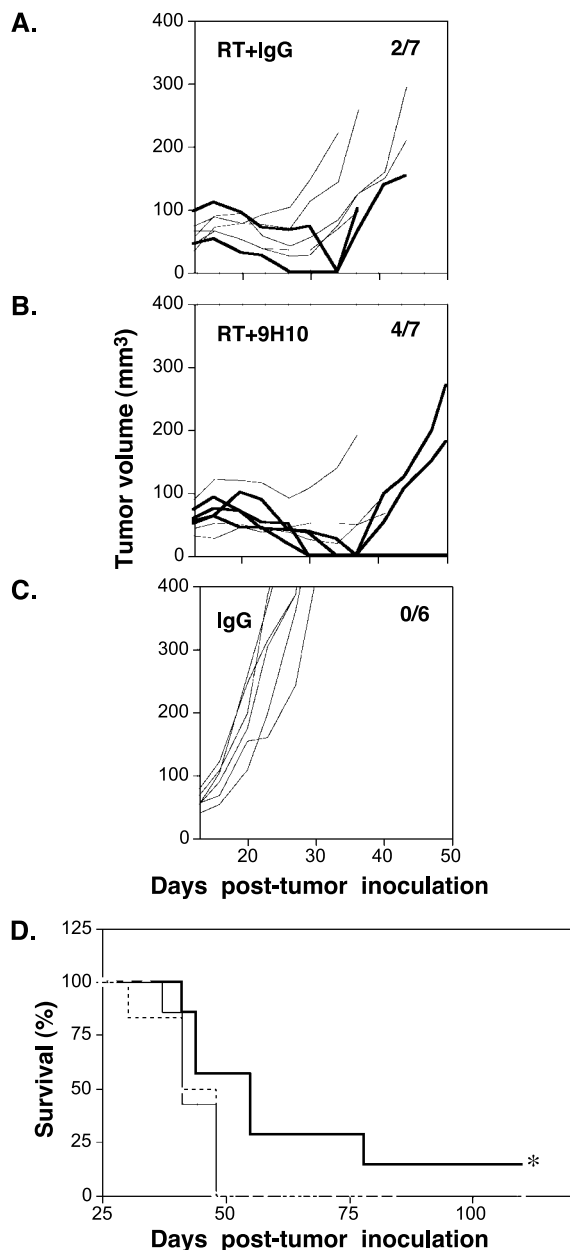 A.
RT+IgG 2/7
400
300
200
100
0
B.
RT+9H10 4/7
400
300
200
100
0
Tumor volume (mm³)
C.
IgG 0/6
400
300
200
100
0
20 30 40 50
Days post-tumor inoculation
D.
125
100
75
50
25
0
Survival (%)
*
25 50 75 100
Days post-tumor inoculation